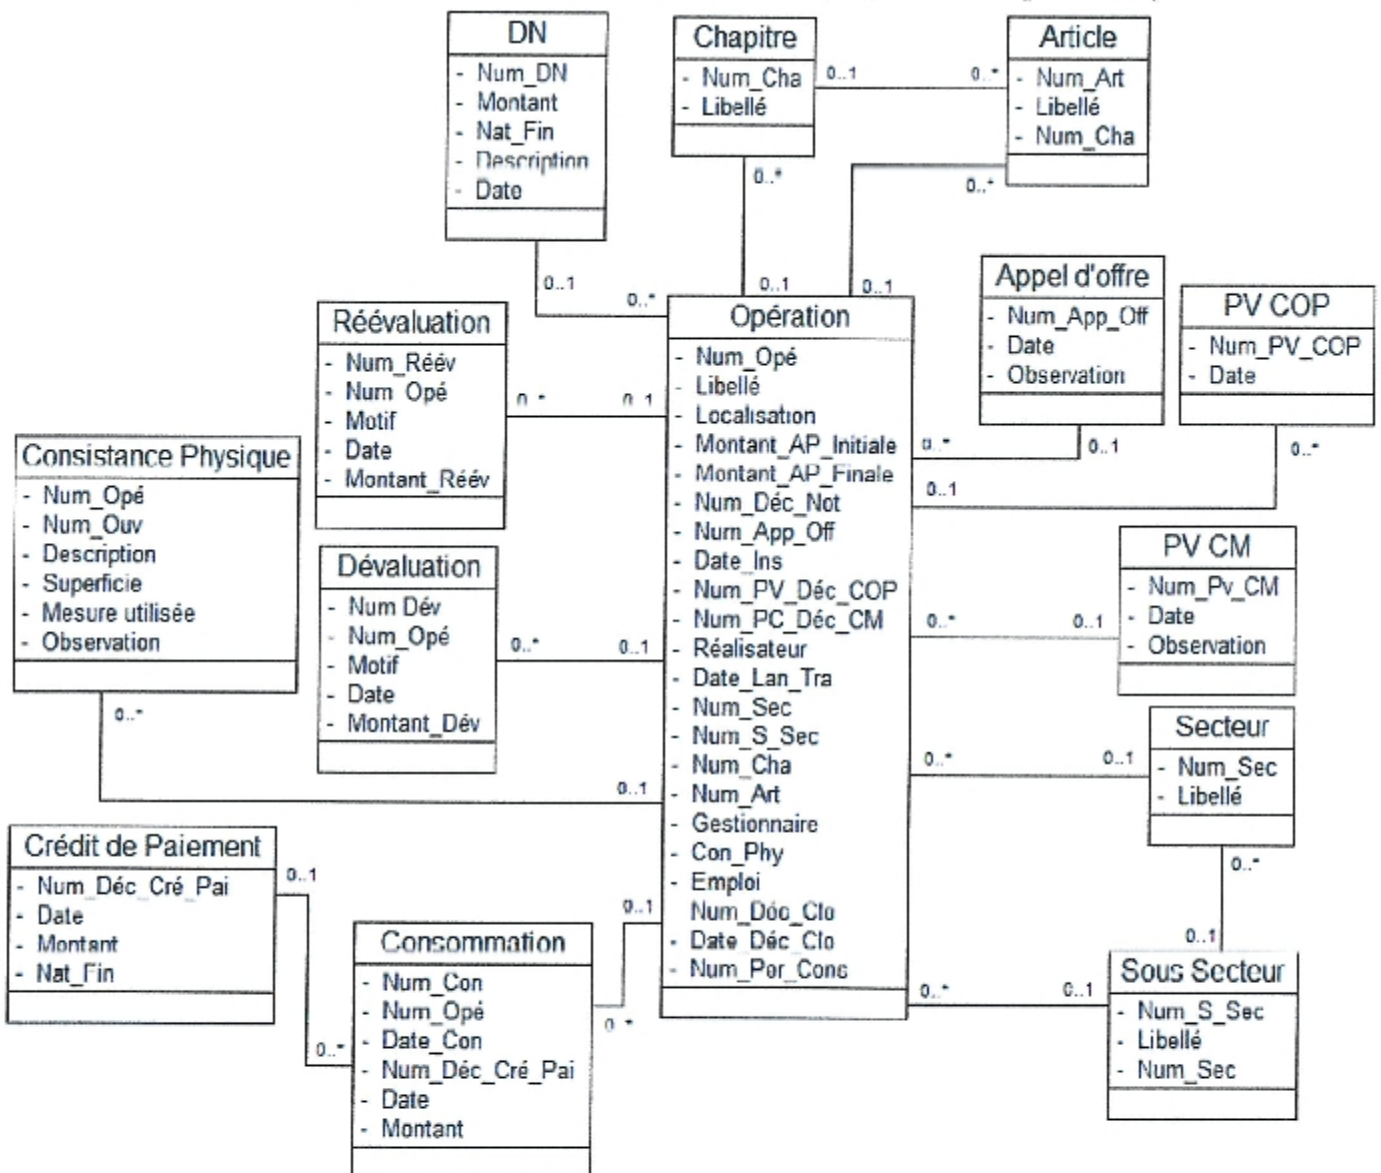 DN
- Num_DN
- Montant
- Nat_Fin
- Description
- Date
0..1
0..*
Chapitre
- Num_Cha
- Libellé
0..1
0..*
0..*
0..1
Article
- Num_Art
- Libellé
- Num_Cha
0..*
0..1
Réévaluation
- Num_Réév
- Num_Opé
- Motif
- Date
- Montant_Réév
0..*
0..1
Opération
- Num_Opé
- Libellé
- Localisation
- Montant_AP_Initiale
- Montant_AP_Finale
- Num_Déc_Not
- Num_App_Off
- Date_Ins
- Num_PV_Déc_COP
- Num_PC_Déc_CM
- Réalisateur
- Date_Lan_Tra
- Num_Sec
- Num_S_Sec
- Num_Cha
- Num_Art
- Gestionnaire
- Con_Phy
- Emploi
Num_Déc_Clo
- Date_Déc_Clo
- Num_Per_Cons
Appel d'offre
- Num_App_Off
- Date
- Observation
0..*
0..1
PV COP
- Num_PV_COP
- Date
0..*
0..1
Consistance Physique
- Num_Opé
- Num_Ouv
- Description
- Superficie
- Mesure utilisée
- Observation
0..*
0..1
Dévaluation
- Num Dév
- Num_Opé
- Motif
- Date
- Montant_Dév
0..*
0..1
PV CM
- Num_Pv_CM
- Date
- Observation
0..*
0..1
Secteur
- Num_Sec
- Libellé
0..*
0..1
0..*
0..1
Crédit de Paiement
- Num_Déc_Cré_Pai
- Date
- Montant
- Nat_Fin
0..1
0..*
Consommation
- Num_Con
- Num_Opé
- Date_Con
- Num_Déc_Cré_Pai
- Date
- Montant
0..1
0..*
Sous Secteur
- Num_S_Sec
- Libellé
- Num_Sec
0..*
0..1